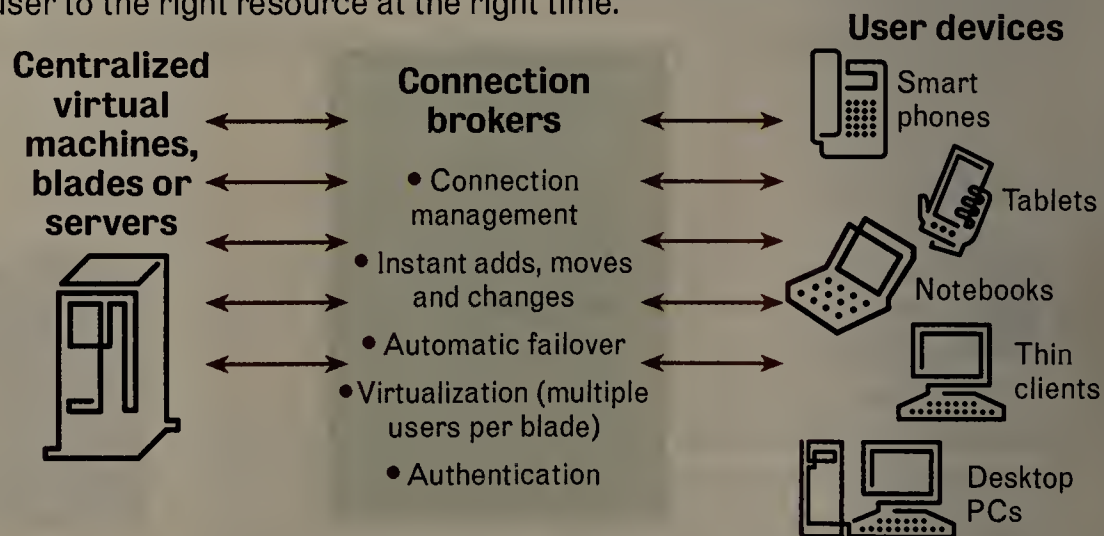 user to the right resource at the right time.
Centralized
virtual
machines,
blades or
servers
Connection
brokers
• Connection
management
• Instant adds, moves
and changes
• Automatic failover
• Virtualization (multiple
users per blade)
• Authentication
User devices
Smart
phones
Tablets
Notebooks
Thin
clients
Desktop
PCs